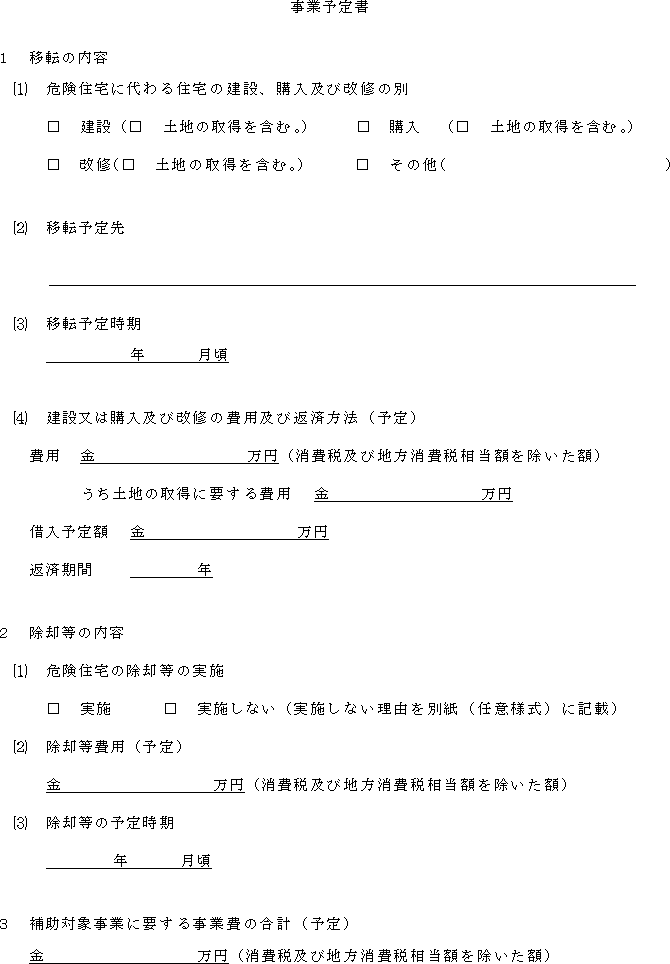 事業予定書
1　移転の内容
(1)　危険住宅に代わる住宅の建設、購入及び改修の別
□　建設（□　土地の取得を含む。）　　□　購入　（□　土地の取得を含む。）
□　改修(□　土地の取得を含む。）　　□　その他(　　　　　　　　　　　　　)
(2)　移転予定先
(3)　移転予定時期
　　　　　年　　　月頃
(4)　建設又は購入及び改修の費用及び返済方法（予定）
費用　金　　　　　　　　　万円（消費税及び地方消費税相当額を除いた額）
うち土地の取得に要する費用　金　　　　　　　　　万円
借入予定額　金　　　　　　　　　万円
返済期間　　　　　　年
2　除却等の内容
(1)　危険住宅の除却等の実施
□　実施　　　□　実施しない（実施しない理由を別紙（任意様式）に記載）
(2)　除却等費用（予定）
金　　　　　　　　　万円（消費税及び地方消費税相当額を除いた額）
(3)　除却等の予定時期
　　　　年　　　月頃
3　補助対象事業に要する事業費の合計（予定）
金　　　　　　　　　万円（消費税及び地方消費税相当額を除いた額）